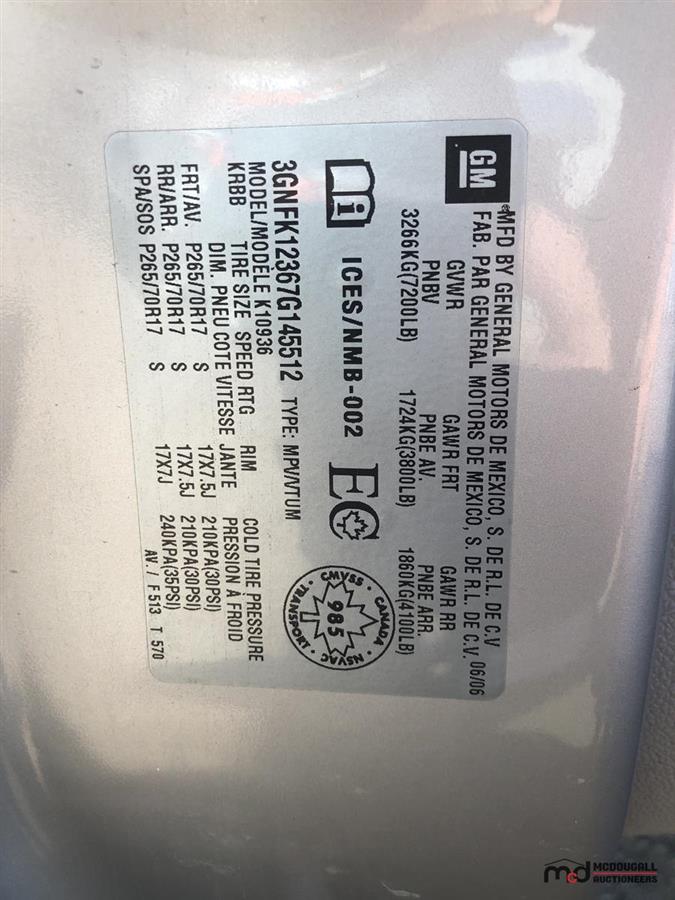 GM
MFD BY GENERAL MOTORS DE MEXICO, S. DE R.L. DE C.V
FAB. PAR GENERAL MOTORS DE MEXICO, S. DE R.L. DE C.V. 06/06
GVWR GAWR FRT GAWR RR
PNBV PNBE AV. PNBE ARR.
3266KG(7200LB) 1724KG(3800LB) 1860KG(4100LB)
i ICES/NMB-002 EC
CANADA
CMVSS
985
NSVAC
TRANSPORT
3GNFK12367G145512 TYPE: MPV/VTUM
MODEL/MODELE K10936
KRBB TIRE SIZE SPEED RTG RIM COLD TIRE PRESSURE
DIM. PNEU COTE VITESSE JANTE PRESSION À FROID
FRT/AV. P265/70R17 S 17X7.5J 210KPA(30PSI)
RR/ARR. P265/70R17 S 17X7.5J 210KPA(30PSI)
SPA/SOS P265/70R17 S 17X7J 240KPA(35PSI)
AV. / F 513 T 570
MCDOUGALL
AUCTIONEERS